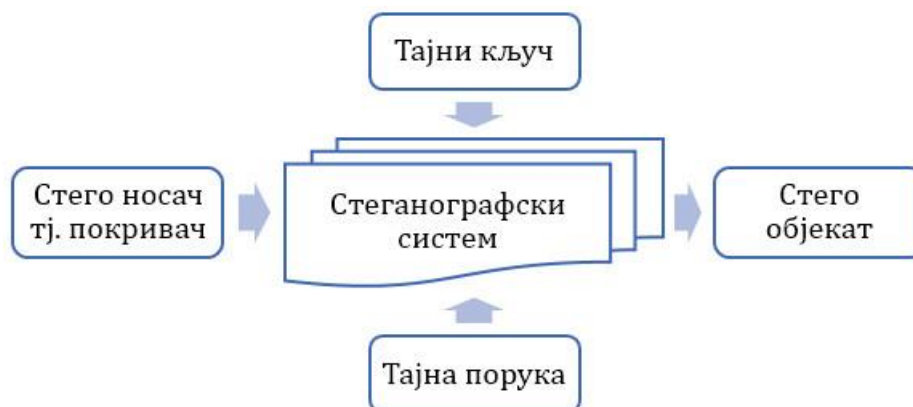 Тајни кључ
Стего носач
тј. покривач
Стеганографски
систем
Стего
објекат
Тајна порука